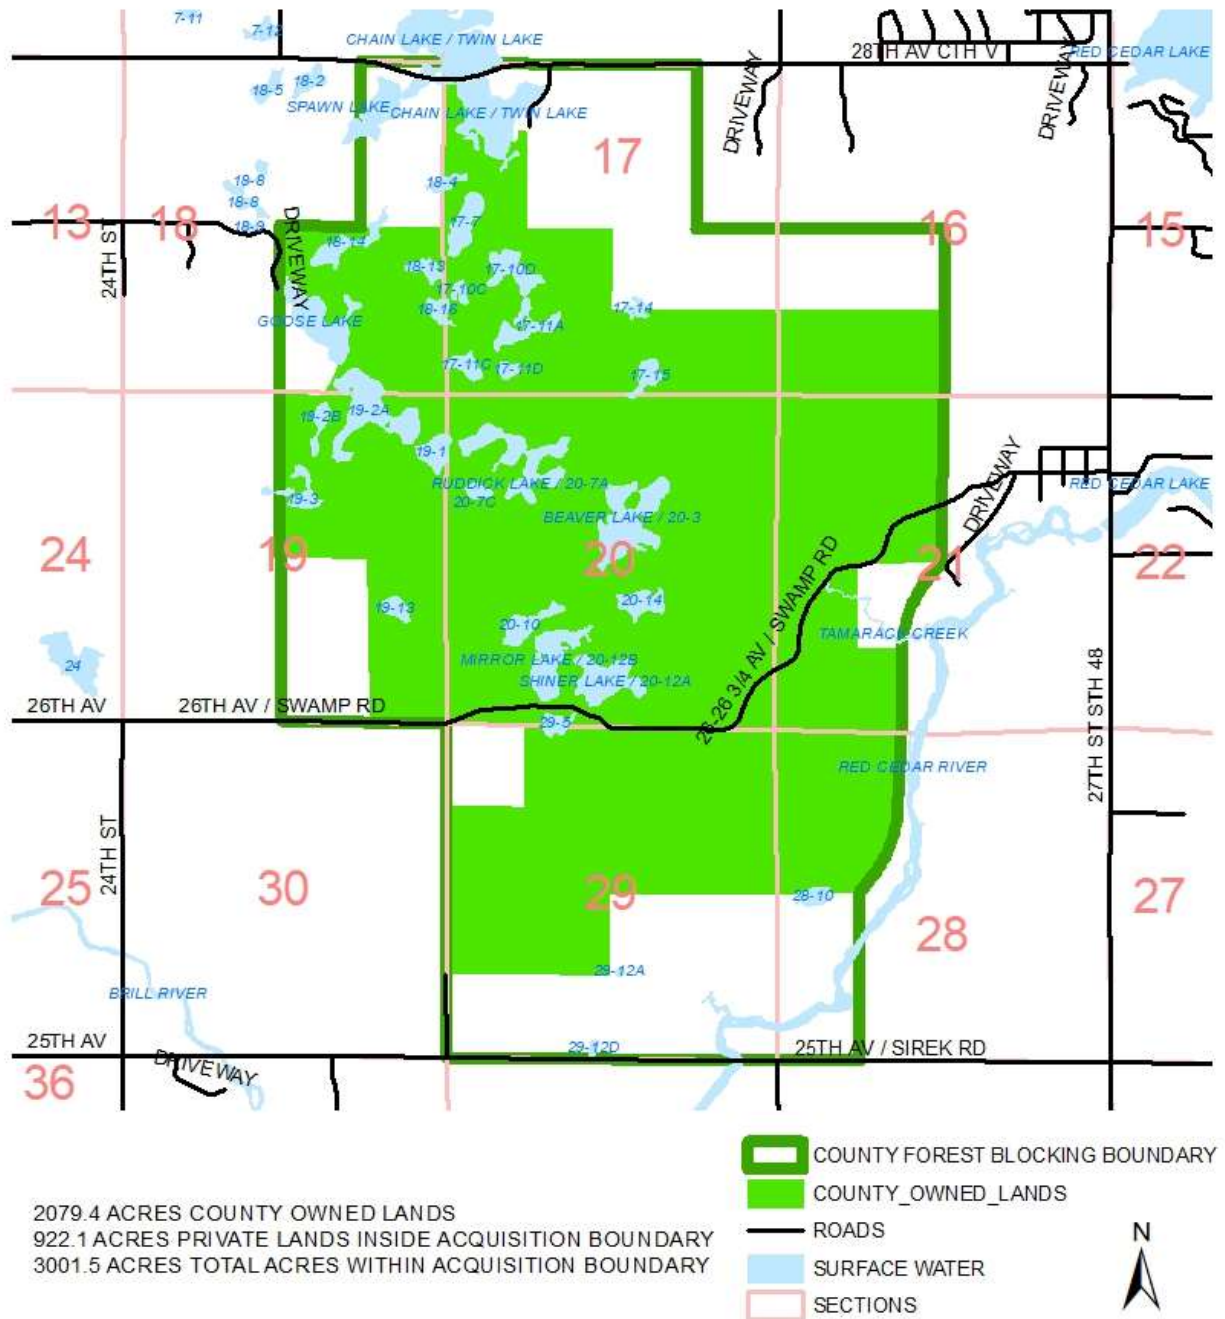 7-11
7-12
CHAIN LAKE / TWIN LAKE
28TH AV CTH V
RED CEDAR LAKE
18-2
18-5
SPAWN LAKE
CHAIN LAKE / TWIN LAKE
DRIVEWAY
DRIVEWAY
17
18-8
18-4
18-8
17-7
18-9
13
18
16
15
24TH ST
DRIVEWAY
18-14
18-13
17-10D
17-10C
18-16
17-14
GOOSE LAKE
17-11A
17-11C
17-11D
17-15
19-2B
19-2A
19-1
DRIVEWAY
RUDDICK LAKE / 20-7A
RED CEDAR LAKE
19-3
20-7C
BEAVER LAKE / 20-3
24
19
20
21
22
19-13
20-14
20-10
TAMARACK CREEK
24
MIRROR LAKE / 20-12B
SHINER LAKE / 20-12A
26-26 3/4 AV / SWAMP RD
26TH AV
26TH AV / SWAMP RD
29-5
27TH ST STH 48
RED CEDAR RIVER
24TH ST
25
30
29
28-10
28
27
29-12A
BRILL RIVER
25TH AV
DRIVEWAY
29-12D
25TH AV / SIREK RD
36
COUNTY FOREST BLOCKING BOUNDARY
COUNTY_OWNED_LANDS
ROADS
SURFACE WATER
SECTIONS
2079.4 ACRES COUNTY OWNED LANDS
922.1 ACRES PRIVATE LANDS INSIDE ACQUISITION BOUNDARY
3001.5 ACRES TOTAL ACRES WITHIN ACQUISITION BOUNDARY
N